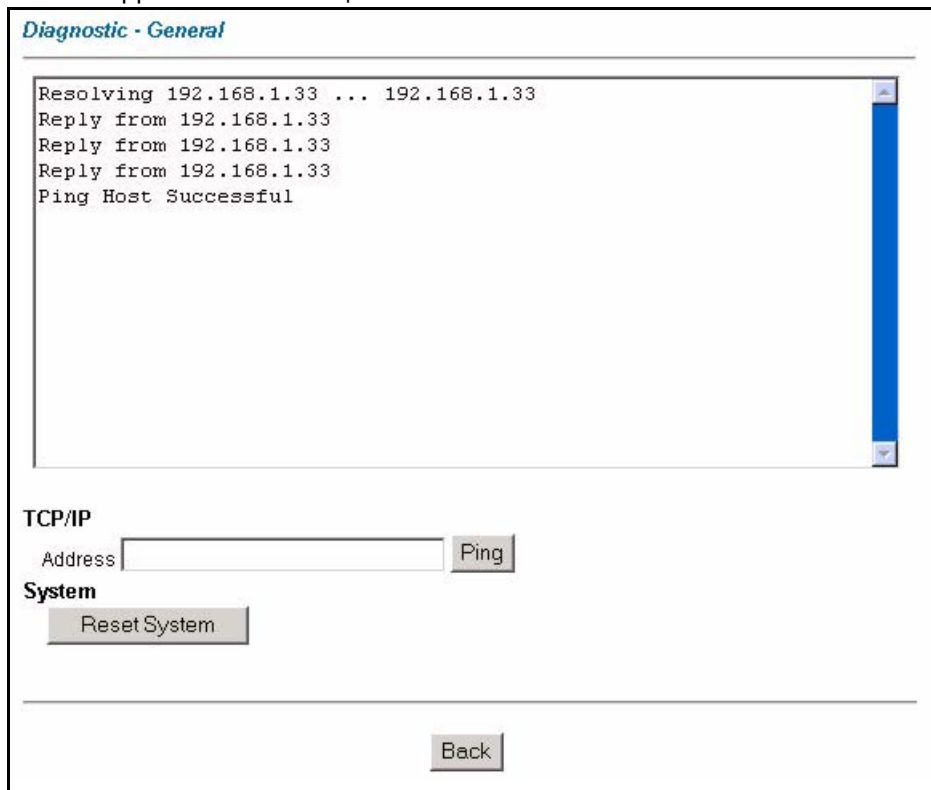 Diagnostic - General
Resolving 192.168.1.33 ... 192.168.1.33
Reply from 192.168.1.33
Reply from 192.168.1.33
Reply from 192.168.1.33
Ping Host Successful
TCP/IP
Address Ping
System
Reset System
Back